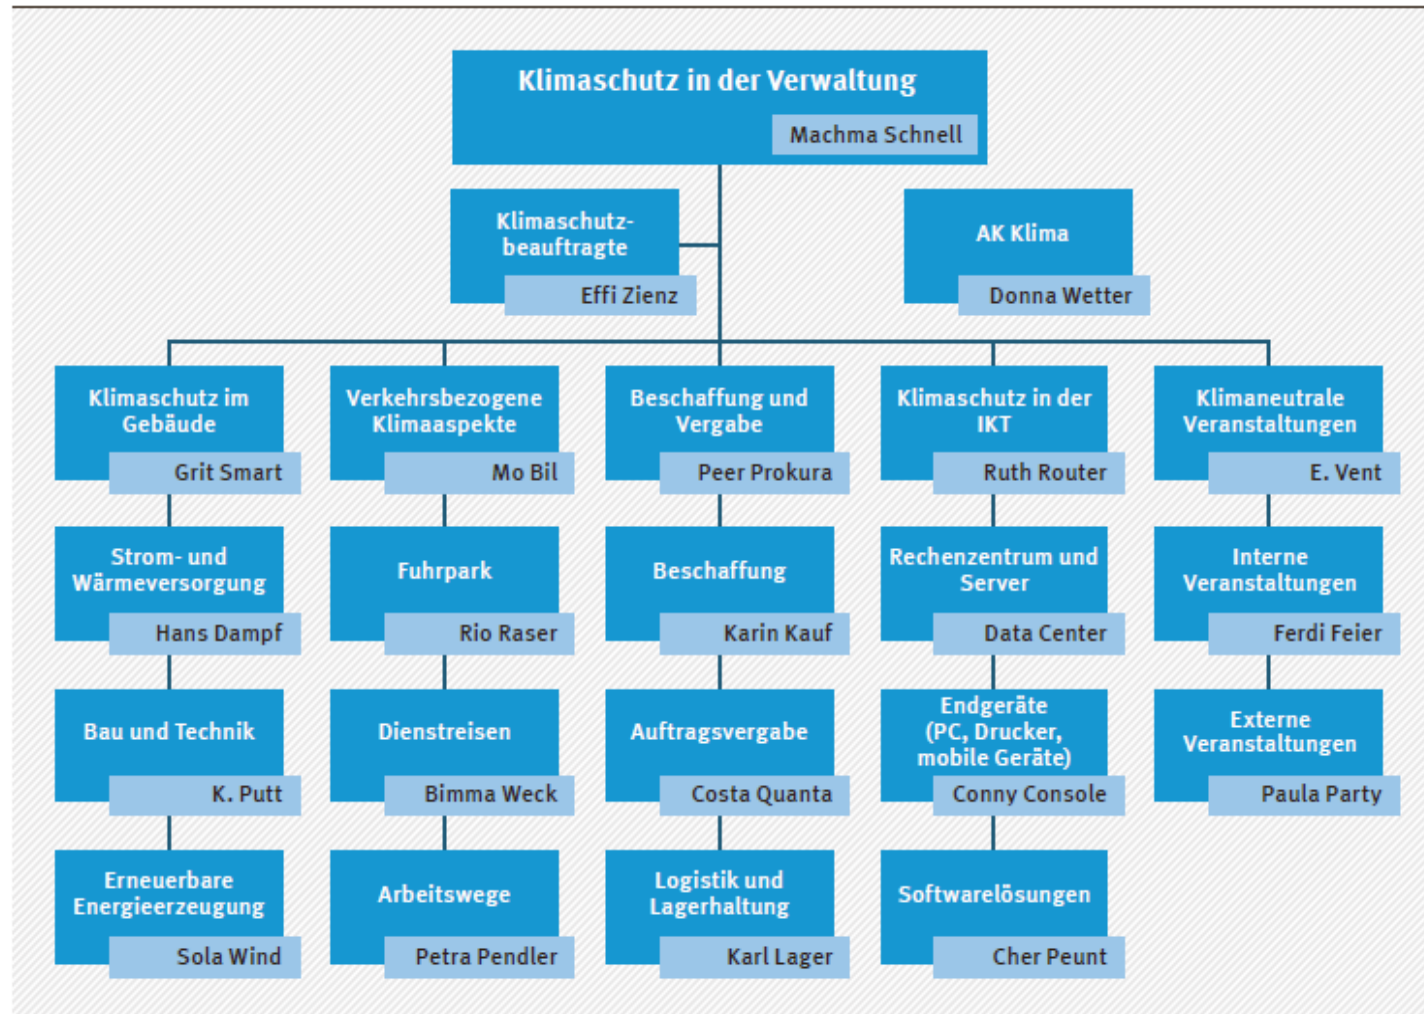 Klimaschutz in der Verwaltung
Machma Schnell
Klimaschutz-
beauftragte
Effi Zienz
AK Klima
Donna Wetter
Klimaschutz im
Gebäude
Grit Smart
Verkehrsbezogene
Klimaaspekte
Mo Bil
Beschaffung und
Vergabe
Peer Prokura
Klimaschutz in der
IKT
Ruth Router
Klimaneutrale
Veranstaltungen
E. Vent
Strom- und
Wärmeversorgung
Hans Dampf
Fuhrpark
Rio Raser
Beschaffung
Karin Kauf
Rechenzentrum und
Server
Data Center
Interne
Veranstaltungen
Ferdi Feier
Bau und Technik
K. Putt
Dienstreisen
Bimma Weck
Auftragsvergabe
Costa Quanta
Endgeräte
(PC, Drucker,
mobile Geräte)
Conny Console
Externe
Veranstaltungen
Paula Party
Erneuerbare
Energieerzeugung
Sola Wind
Arbeitswege
Petra Pendler
Logistik und
Lagerhaltung
Karl Lager
Softwarelösungen
Cher Peunt